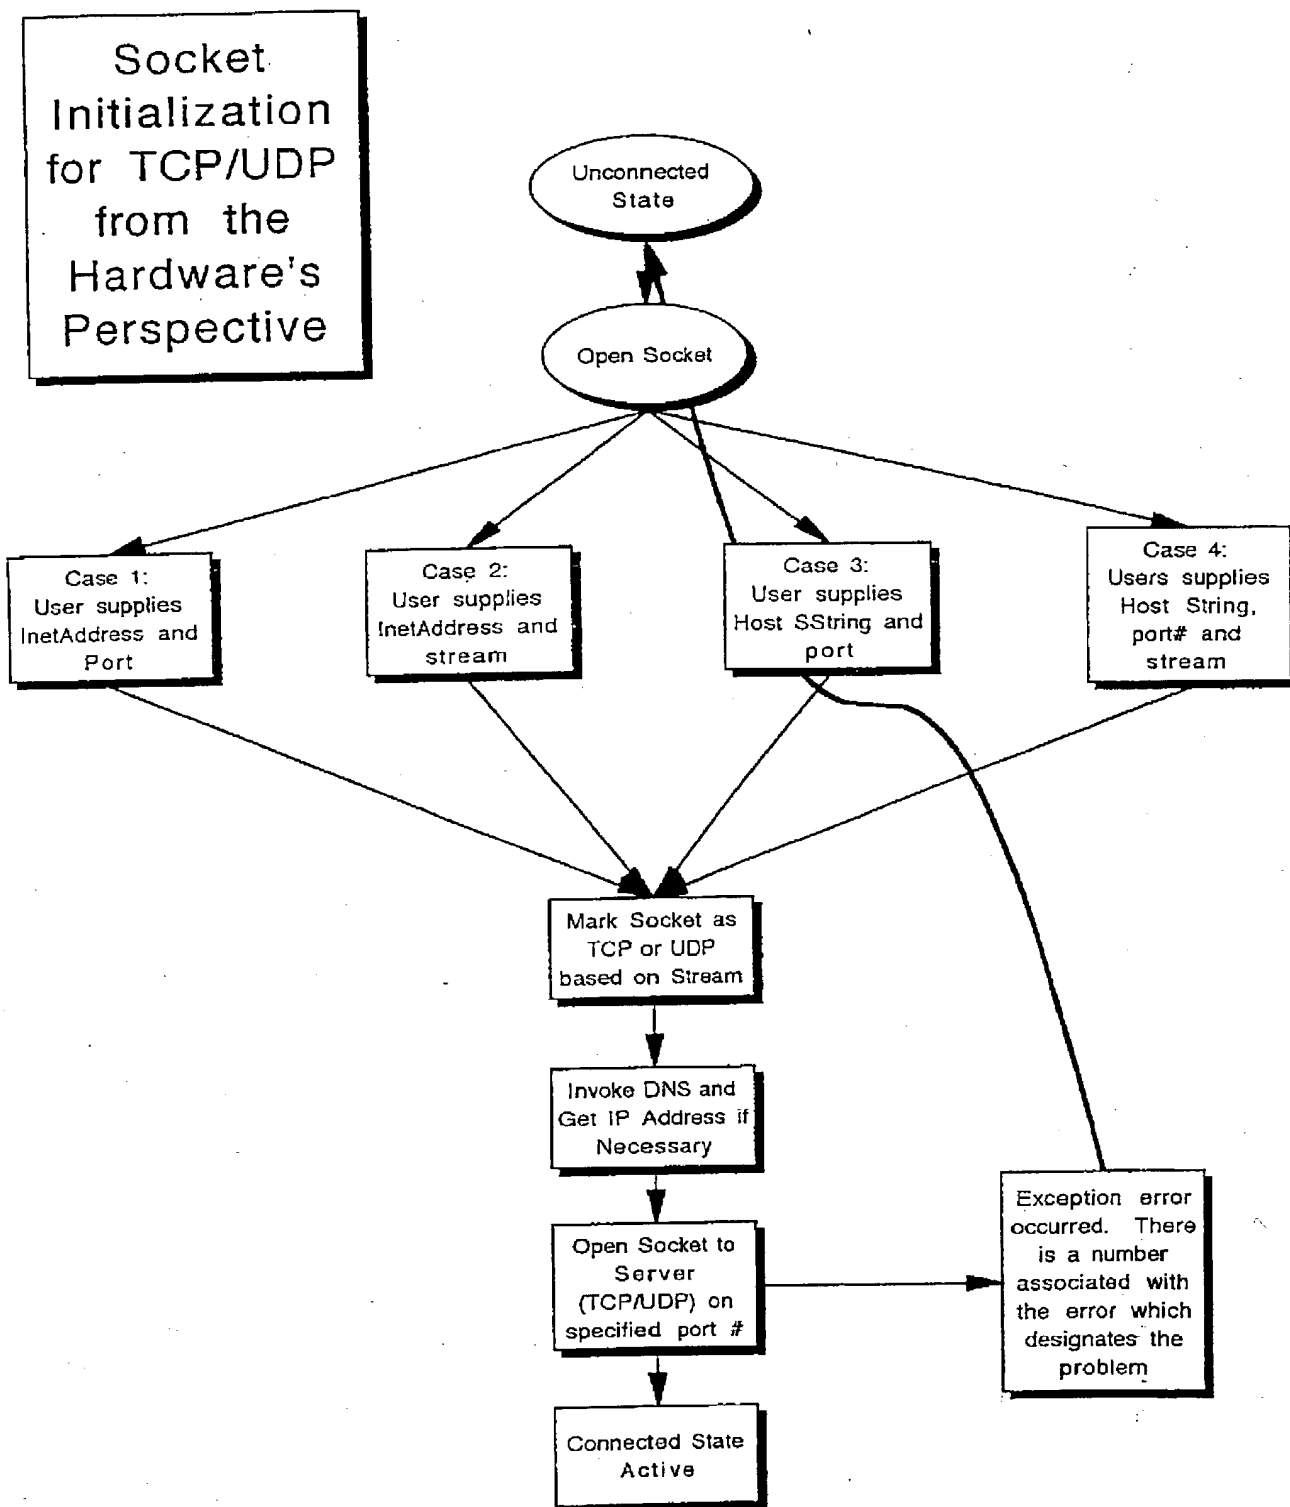 Socket
Initialization
for TCP/UDP
from the
Hardware's
Perspective
Unconnected
State
Open Socket
Case 1:
User supplies
InetAddress and
Port
Case 2:
User supplies
InetAddress and
stream
Case 3:
User supplies
Host SString and
port
Case 4:
Users supplies
Host String,
port# and
stream
Mark Socket as
TCP or UDP
based on Stream
Invoke DNS and
Get IP Address if
Necessary
Open Socket to
Server
(TCP/UDP) on
specified port #
Exception error
occurred. There
is a number
associated with
the error which
designates the
problem
Connected State
Active